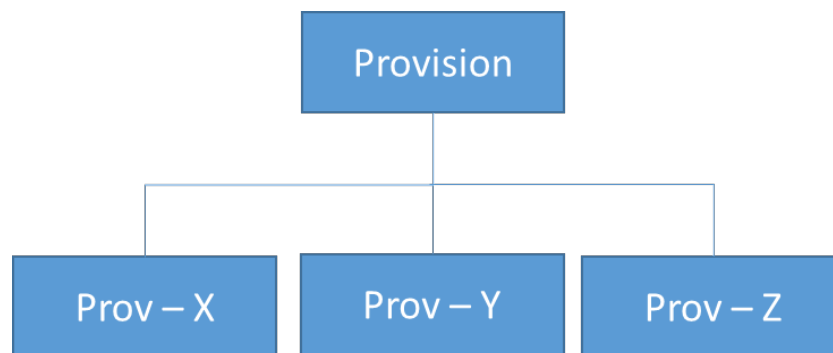 Provision
Prov – X
Prov – Y
Prov – Z